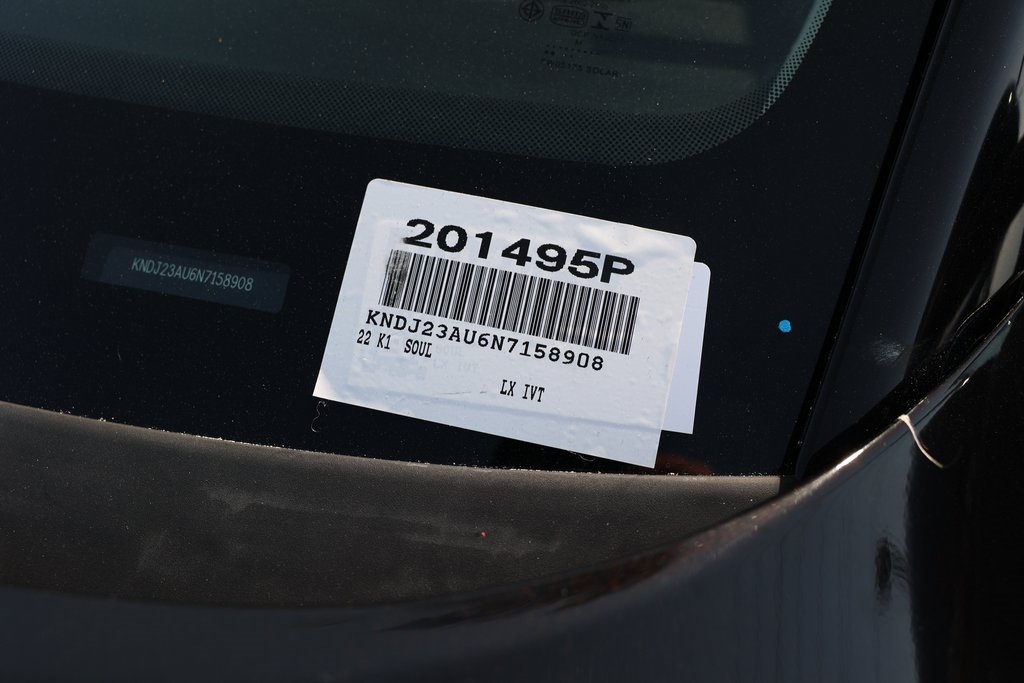 KNDJ23AU6N7158908
201495P
KNDJ23AU6N7158908
22 K1 SOUL
LX IVT